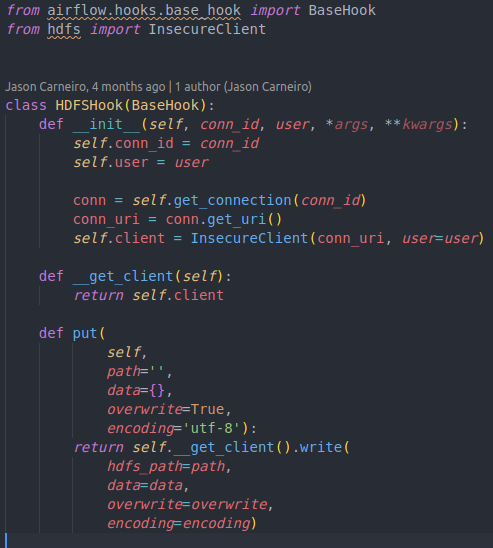 from airflow.hooks.base_hook import BaseHook
from hdfs import InsecureClient
Jason Carneiro, 4 months ago | 1 author (Jason Carneiro)
class HDFSHook(BaseHook):
    def __init__(self, conn_id, user, *args, **kwargs):
        self.conn_id = conn_id
        self.user = user
        conn = self.get_connection(conn_id)
        conn_uri = conn.get_uri()
        self.client = InsecureClient(conn_uri, user=user)
    def __get_client(self):
        return self.client
    def put(
            self,
            path='',
            data={},
            overwrite=True,
            encoding='utf-8'):
        return self.__get_client().write(
            hdfs_path=path,
            data=data,
            overwrite=overwrite,
            encoding=encoding)